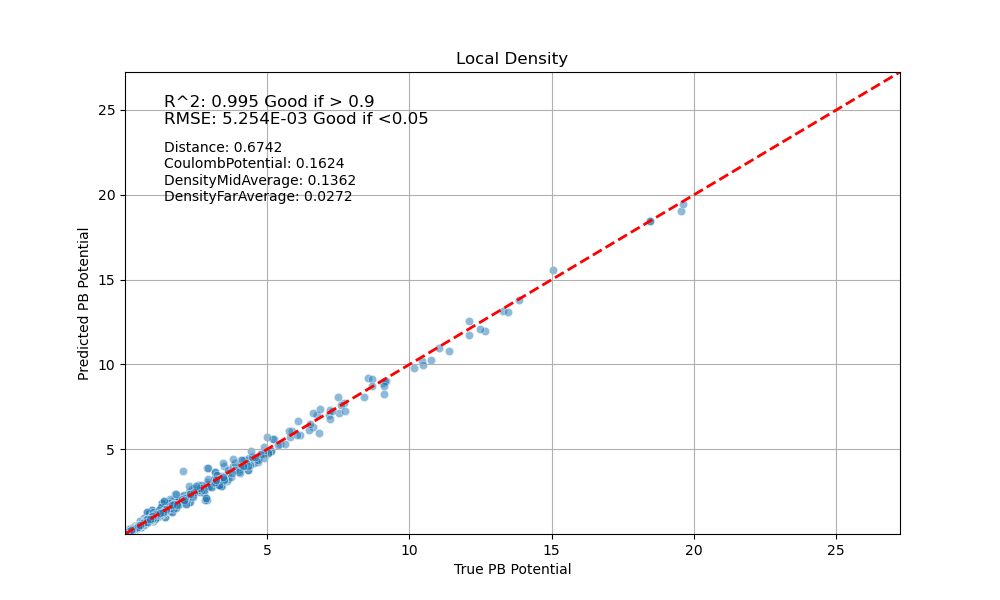 Local Density
R^2: 0.995 Good if > 0.9
RMSE: 5.254E-03 Good if <0.05
Distance: 0.6742
CoulombPotential: 0.1624
DensityMidAverage: 0.1362
DensityFarAverage: 0.0272
Predicted PB Potential
25
20
15
10
5
5
10
15
20
25
True PB Potential